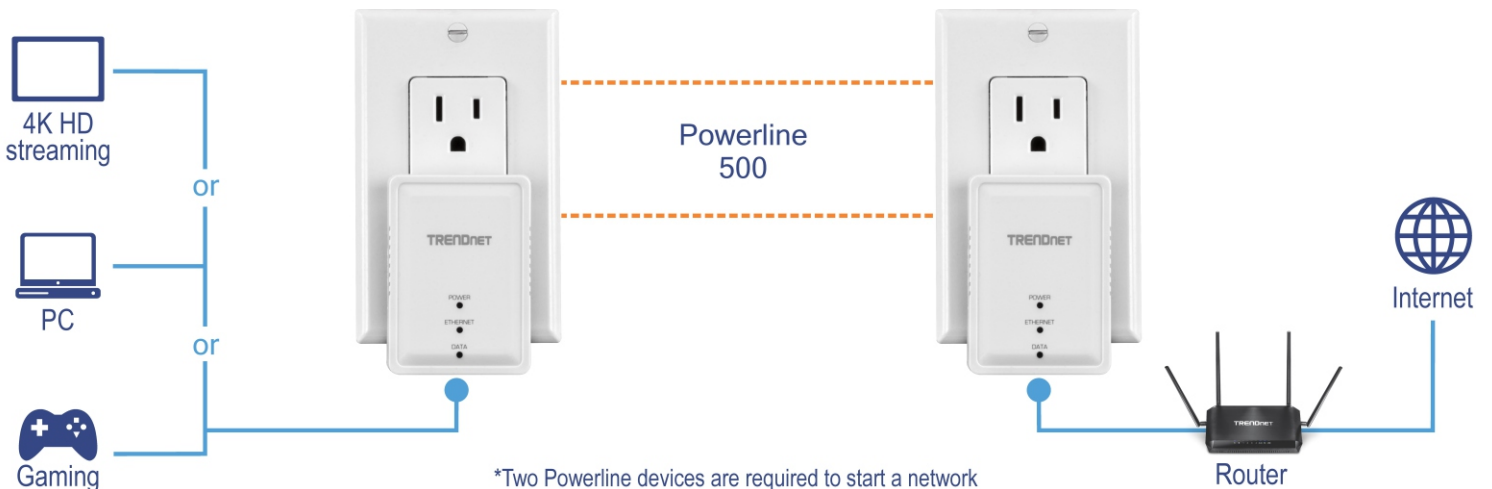 4K HD
streaming
or
PC
or
Gaming
TRENDNET
POWER
ETHERNET
DATA
Powerline
500
TRENDNET
POWER
ETHERNET
DATA
Internet
TRENDNET
Router
*Two Powerline devices are required to start a network